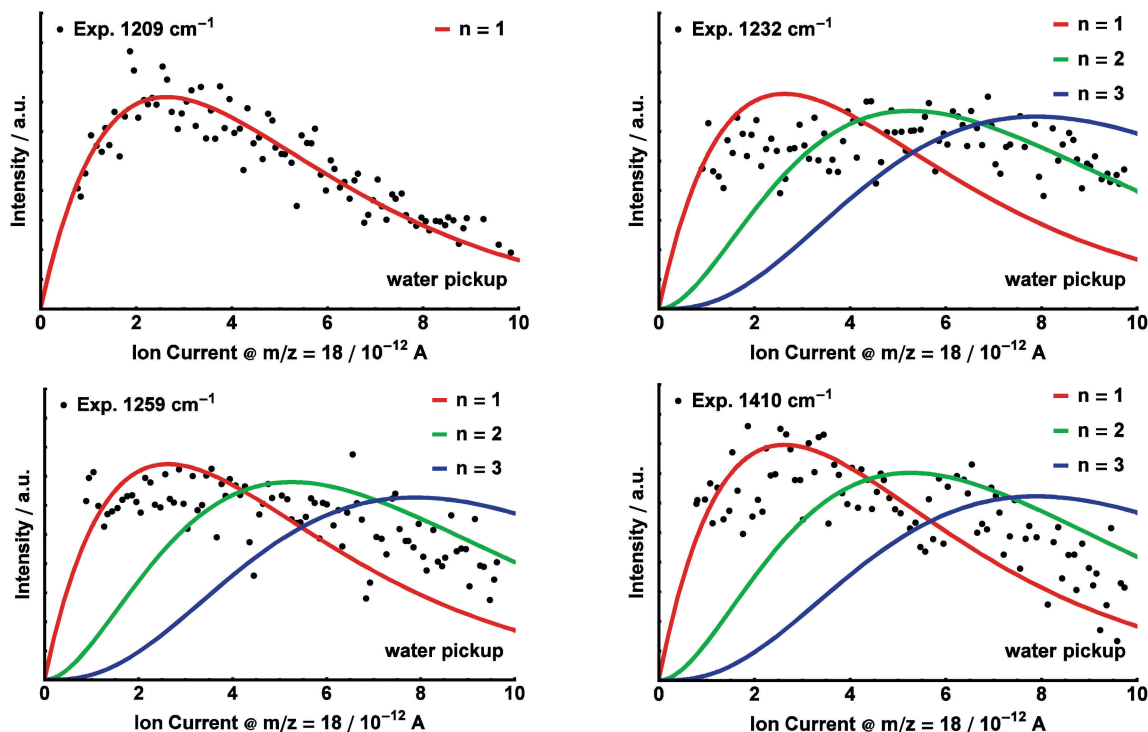 Exp. 1209 cm⁻¹
n = 1
Intensity / a.u.
water pickup
0 2 4 6 8 10
Ion Current @ m/z = 18 / 10⁻¹² A
Exp. 1232 cm⁻¹
n = 1
n = 2
n = 3
Intensity / a.u.
water pickup
0 2 4 6 8 10
Ion Current @ m/z = 18 / 10⁻¹² A
Exp. 1259 cm⁻¹
n = 1
n = 2
n = 3
Intensity / a.u.
water pickup
0 2 4 6 8 10
Ion Current @ m/z = 18 / 10⁻¹² A
Exp. 1410 cm⁻¹
n = 1
n = 2
n = 3
Intensity / a.u.
water pickup
0 2 4 6 8 10
Ion Current @ m/z = 18 / 10⁻¹² A